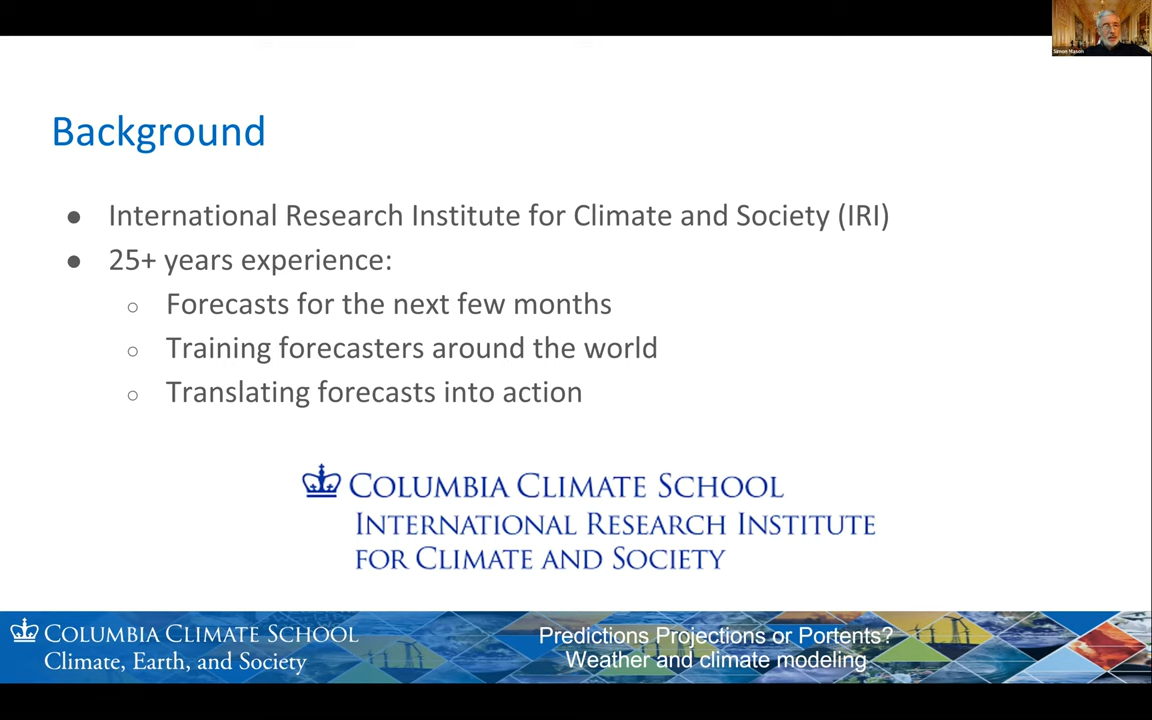 Simon Mason
Background
● International Research Institute for Climate and Society (IRI)
● 25+ years experience:
○ Forecasts for the next few months
○ Training forecasters around the world
○ Translating forecasts into action
COLUMBIA CLIMATE SCHOOL
INTERNATIONAL RESEARCH INSTITUTE
FOR CLIMATE AND SOCIETY
COLUMBIA CLIMATE SCHOOL
Climate, Earth, and Society
Predictions Projections or Portents?
Weather and climate modeling